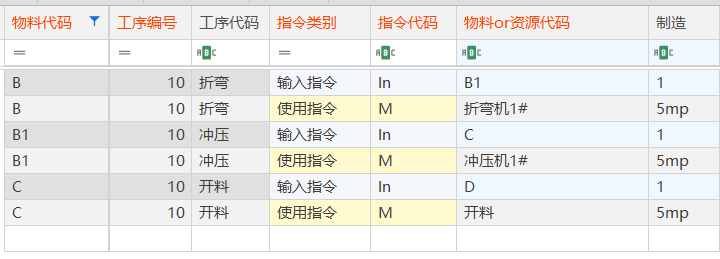 物料代码 工序编号 工序代码 指令类别 指令代码 物料or资源代码 制造
= = ABC = ABC ABC ABC
B 10 折弯 输入指令 In B1 1
B 10 折弯 使用指令 M 折弯机1# 5mp
B1 10 冲压 输入指令 In C 1
B1 10 冲压 使用指令 M 冲压机1# 5mp
C 10 开料 输入指令 In D 1
C 10 开料 使用指令 M 开料 5mp